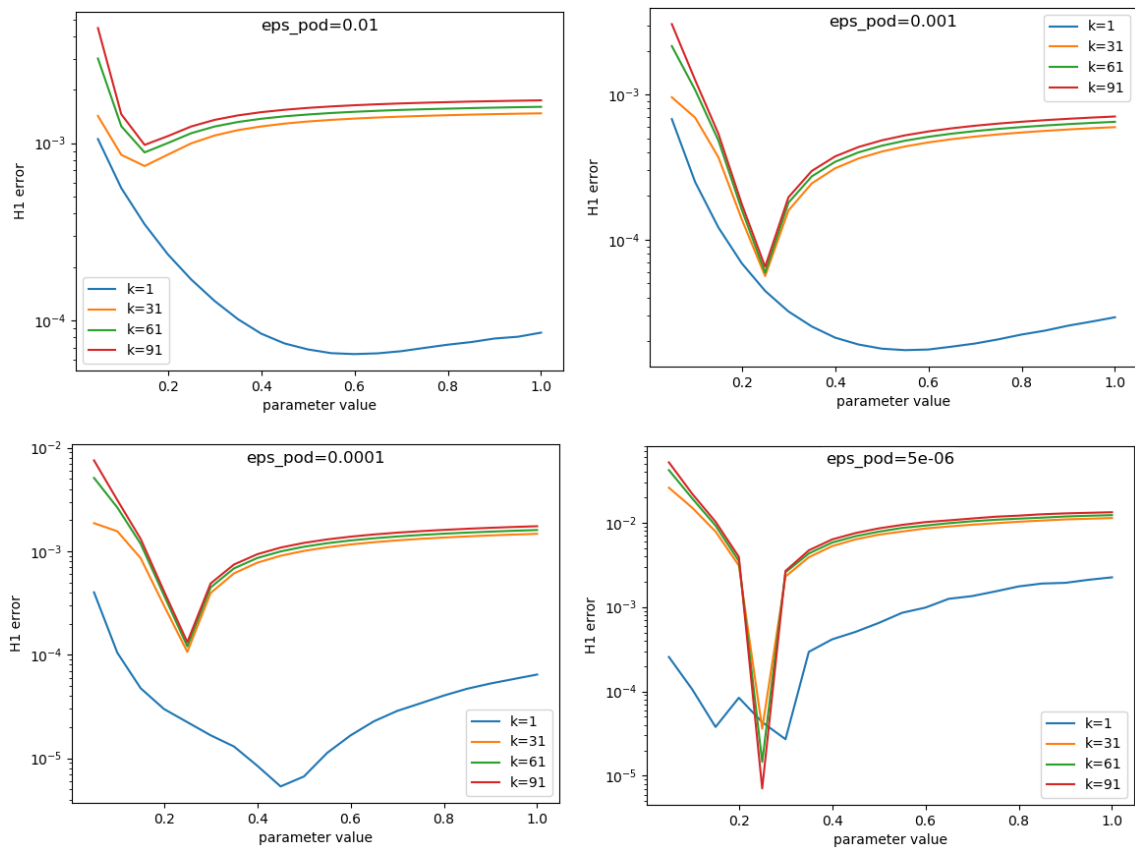 eps_pod=0.01
H1 error
10^-3
10^-4
k=1
k=31
k=61
k=91
0.2 0.4 0.6 0.8 1.0
parameter value
eps_pod=0.001
H1 error
10^-3
10^-4
k=1
k=31
k=61
k=91
0.2 0.4 0.6 0.8 1.0
parameter value
eps_pod=0.0001
H1 error
10^-2
10^-3
10^-4
10^-5
k=1
k=31
k=61
k=91
0.2 0.4 0.6 0.8 1.0
parameter value
eps_pod=5e-06
H1 error
10^-2
10^-3
10^-4
10^-5
k=1
k=31
k=61
k=91
0.2 0.4 0.6 0.8 1.0
parameter value